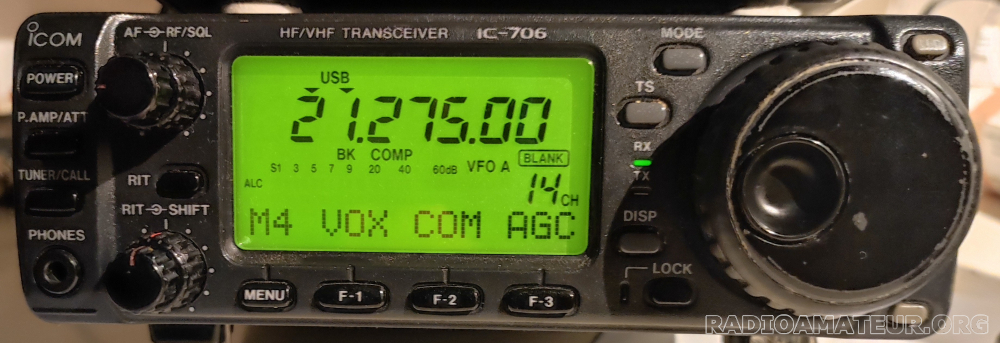 ICOM
AF RF/SQL
HF/VHF TRANSCEIVER IC-706
MODE
POWER
USB
TS
21.275.00
P.AMP/ATT
RX
BK COMP
BLANK
S1 3 5 7 9 20 40 60dB VFO A
TX
TUNER/CALL
RIT
ALC
14 CH
RIT SHIFT
M4 VOX COM AGC
DISP
PHONES
LOCK
MENU F-1 F-2 F-3
RADIOAMATEUR.ORG